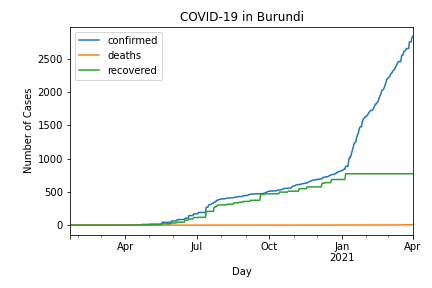 COVID-19 in Burundi
confirmed
deaths
recovered
Number of Cases
2500
2000
1500
1000
500
0
Apr
Jul
Oct
Jan
2021
Apr
Day